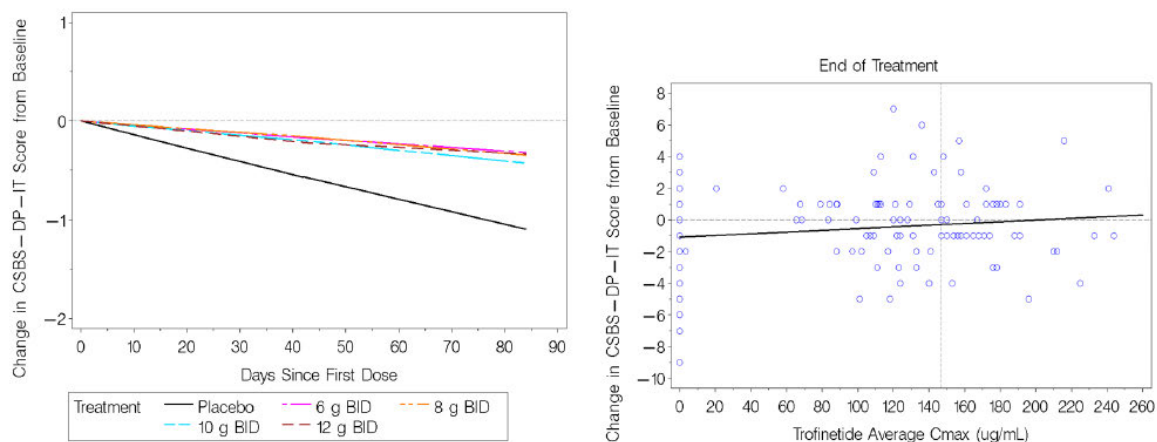 Change in CSBS-DP-IT Score from Baseline
1
0
-1
-2
0 10 20 30 40 50 60 70 80 90
Days Since First Dose
Treatment Placebo 6 g BID 8 g BID
10 g BID 12 g BID
End of Treatment
Change in CSBS-DP-IT Score from Baseline
8
6
4
2
0
-2
-4
-6
-8
-10
0 20 40 60 80 100 120 140 160 180 200 220 240 260
Trofinetide Average Cmax (ug/mL)